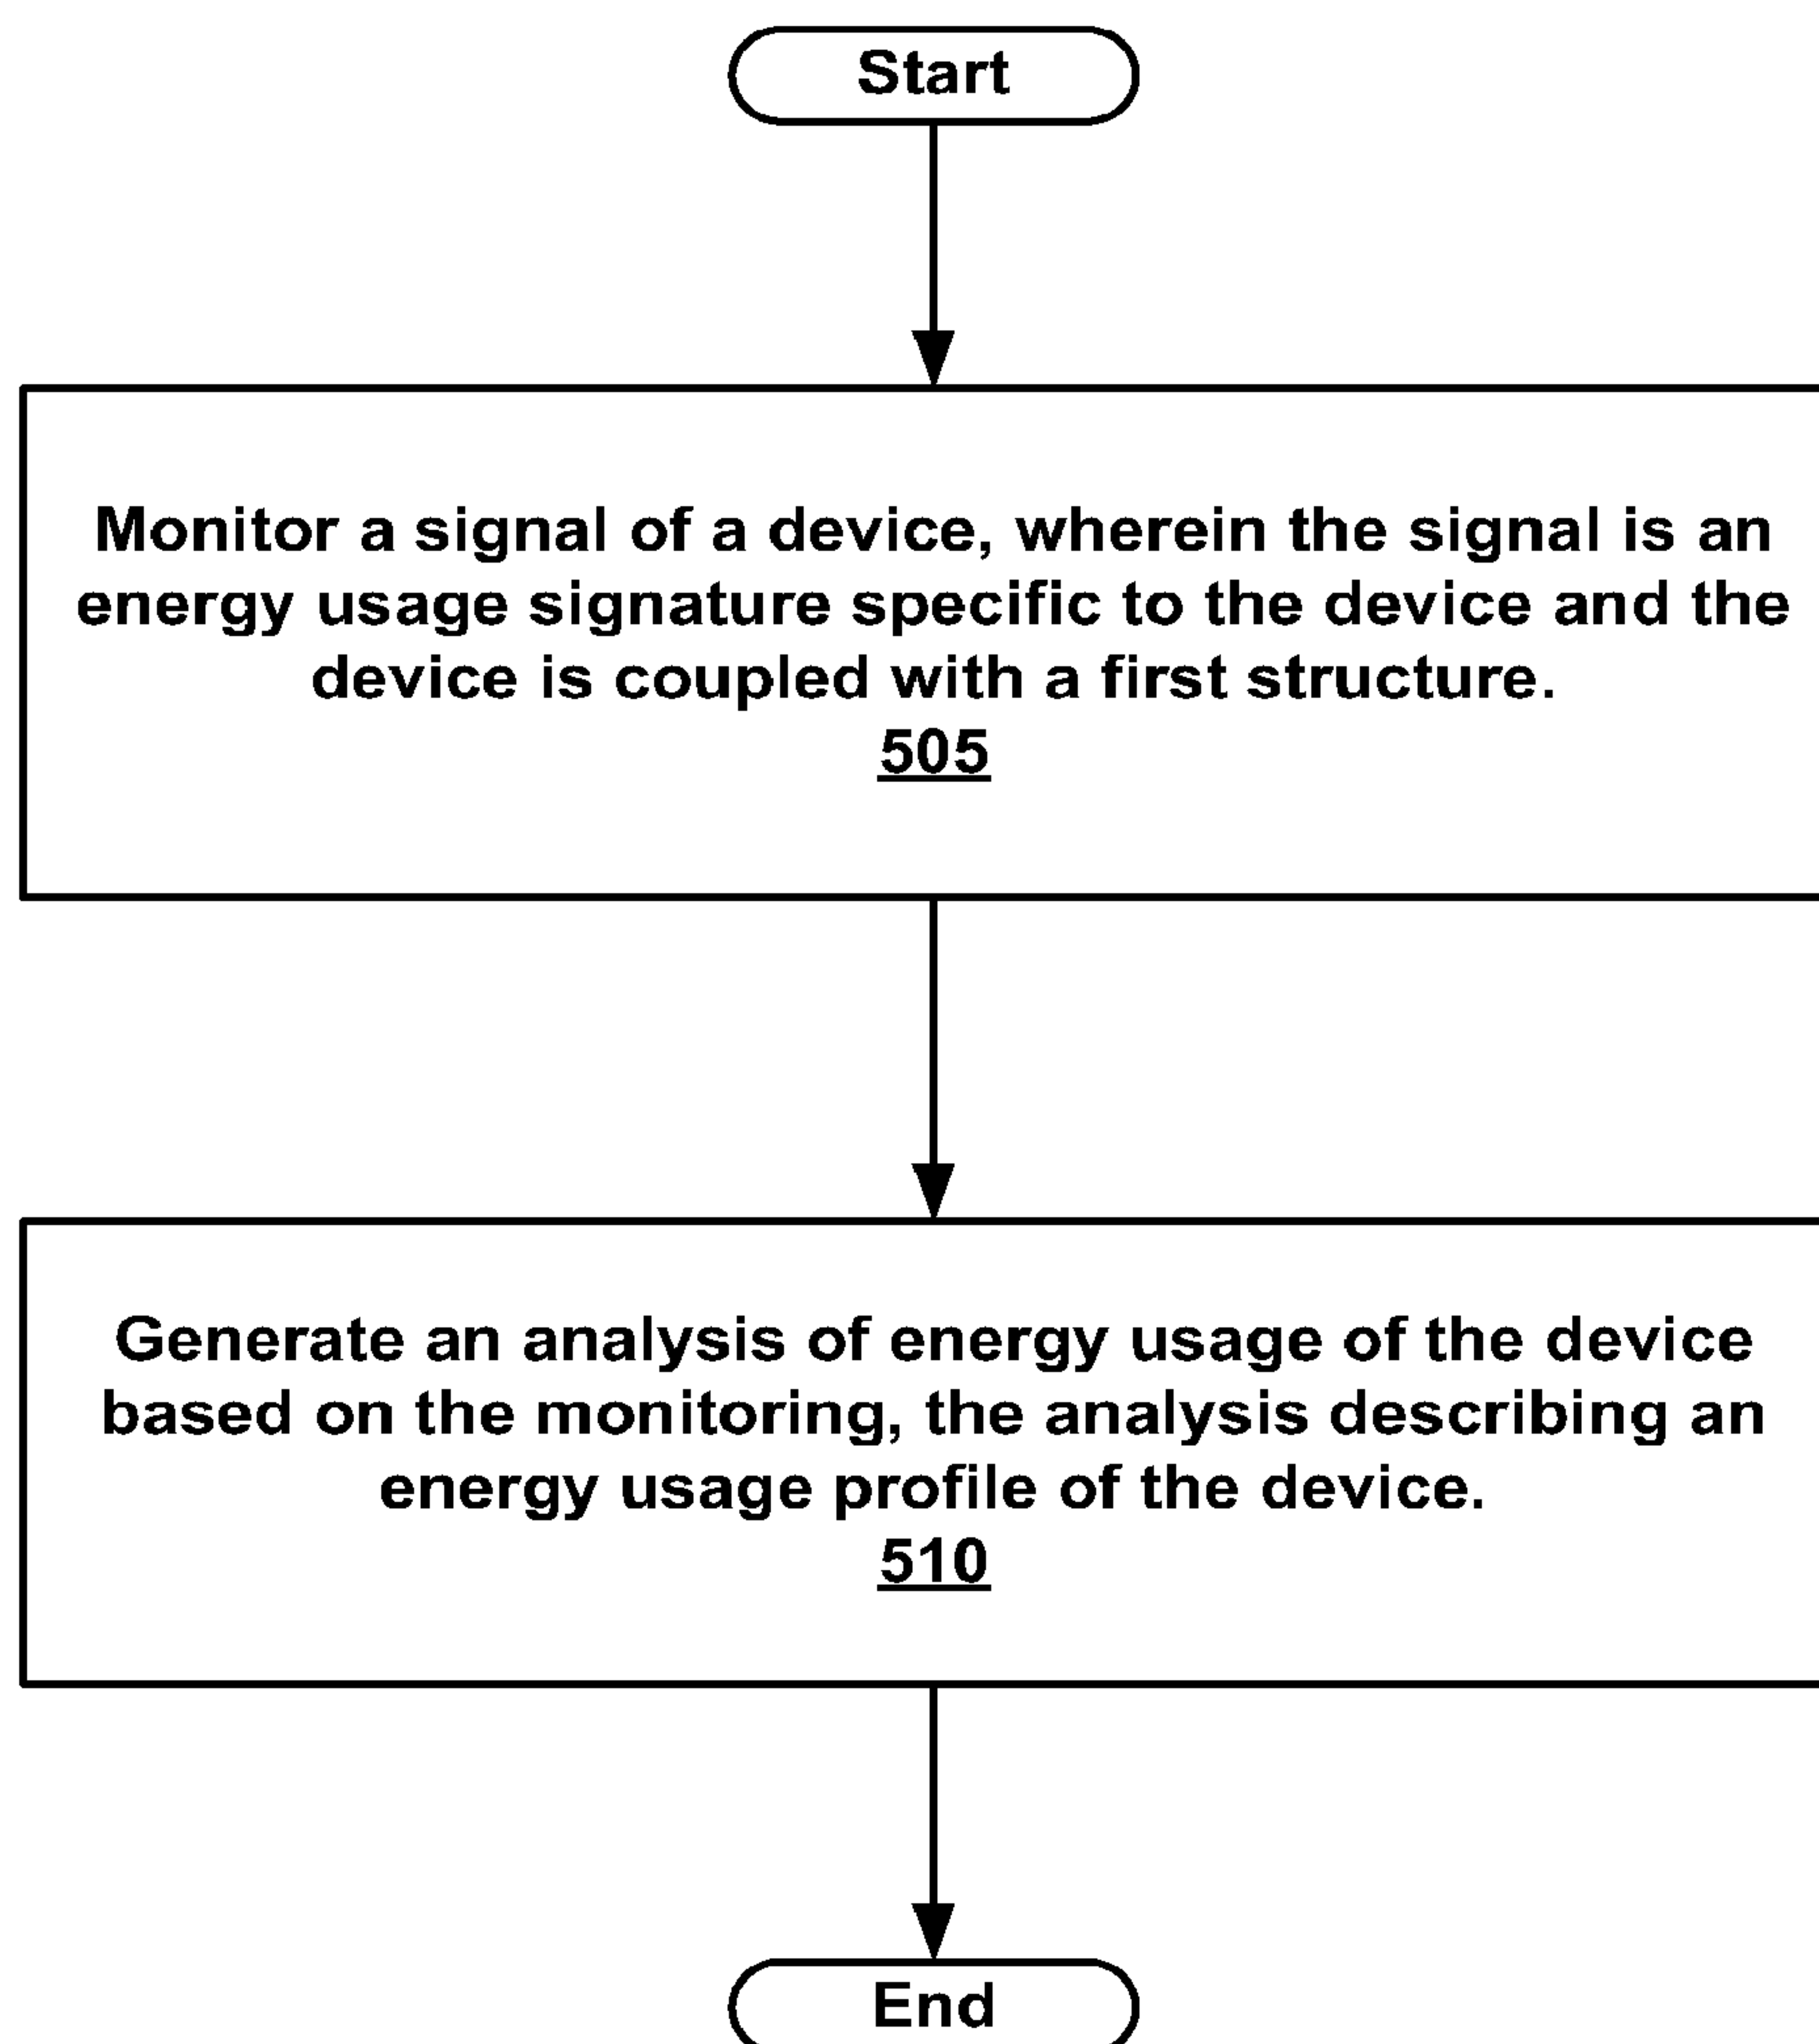 Start
Monitor a signal of a device, wherein the signal is an
energy usage signature specific to the device and the
device is coupled with a first structure.
505
Generate an analysis of energy usage of the device
based on the monitoring, the analysis describing an
energy usage profile of the device.
510
End